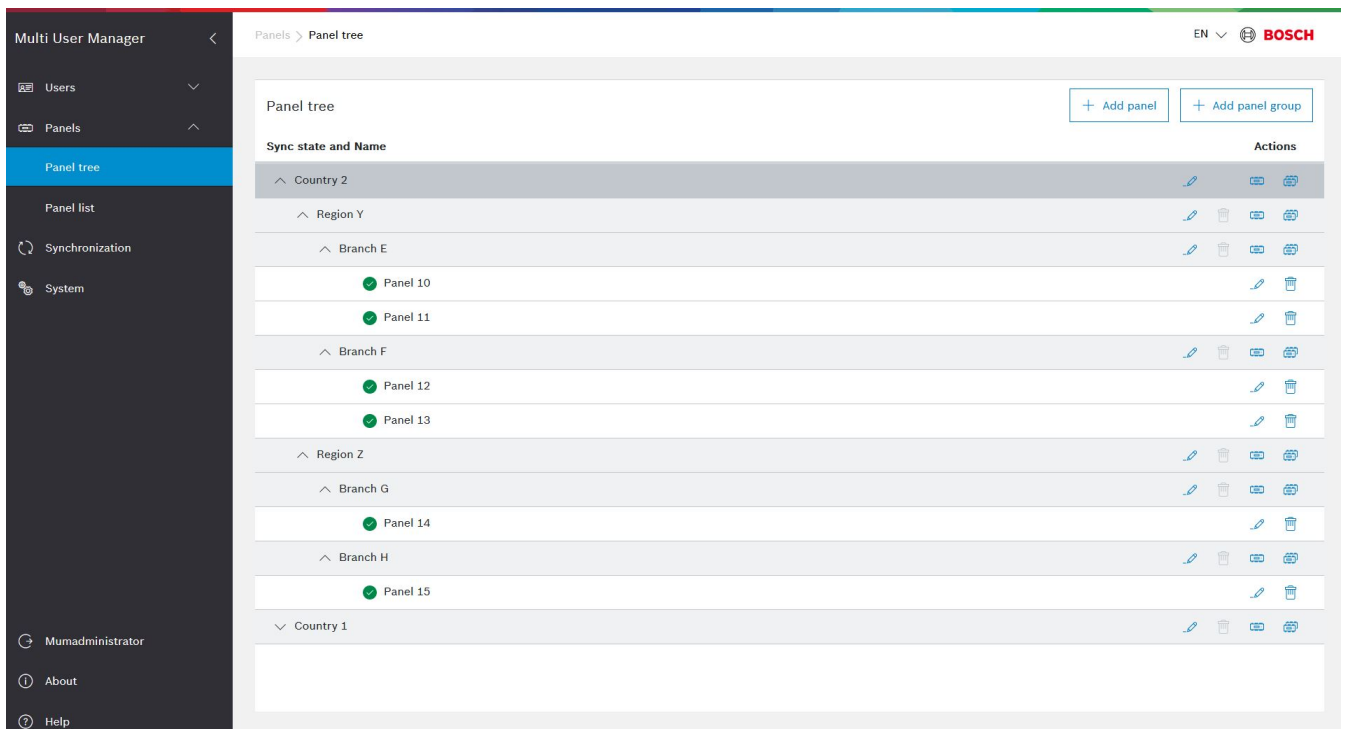 Multi User Manager
Users
Panels
Panel tree
Panel list
Synchronization
System
Mumadministrator
About
Help
Panels > Panel tree
EN BOSCH
Panel tree
+ Add panel
+ Add panel group
Sync state and Name Actions
Country 2
Region Y
Branch E
Panel 10
Panel 11
Branch F
Panel 12
Panel 13
Region Z
Branch G
Panel 14
Branch H
Panel 15
Country 1